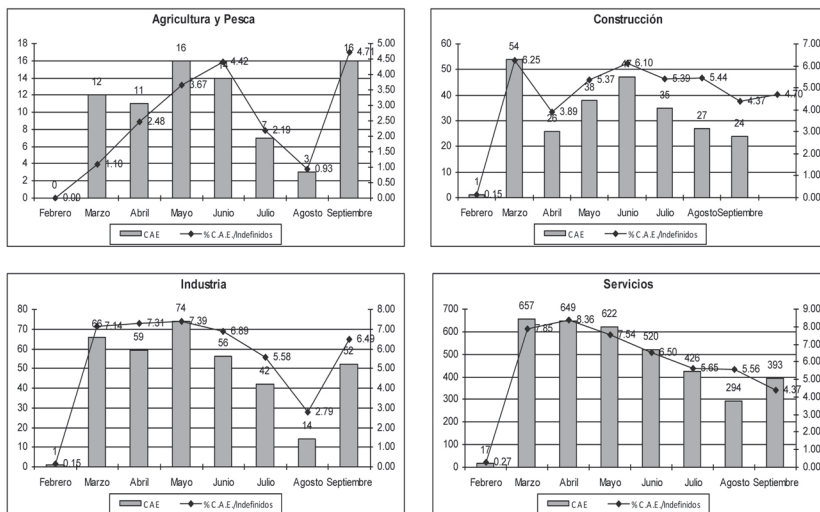 Agricultura y Pesca
18 5.00
16 4.50
14 4.00
12 3.50
10 3.00
8 2.50
6 2.00
4 1.50
2 1.00
0 0.50
0.00
0 12 11 16 14 7 3 16
0.00 1.10 2.48 3.67 4.42 2.19 0.93 4.71
Febrero Marzo Abril Mayo Junio Julio Agosto Septiembre
CAE % C.A.E./Indefinidos
Construcción
60 7.00
50 6.00
40 5.00
30 4.00
20 3.00
10 2.00
0 1.00
0.00
1 54 26 38 47 35 27 24
0.15 6.25 3.89 5.37 6.10 5.39 5.44 4.37 4.70
Febrero Marzo Abril Mayo Junio Julio Agosto Septiembre
CAE % C.A.E./Indefinidos
Industria
80 8.00
70 7.00
60 6.00
50 5.00
40 4.00
30 3.00
20 2.00
10 1.00
0 0.00
1 66 59 74 56 42 14 52
0.15 7.14 7.31 7.39 6.89 5.58 2.79 6.49
Febrero Marzo Abril Mayo Junio Julio Agosto Septiembre
CAE % C.A.E./Indefinidos
Servicios
700 9.00
600 8.00
500 7.00
400 6.00
300 5.00
200 4.00
100 3.00
0 2.00
1.00
0.00
17 657 649 622 520 426 294 393
0.27 7.85 8.36 7.54 6.50 5.65 5.56 4.37
Febrero Marzo Abril Mayo Junio Julio Agosto Septiembre
CAE % C.A.E./Indefinidos